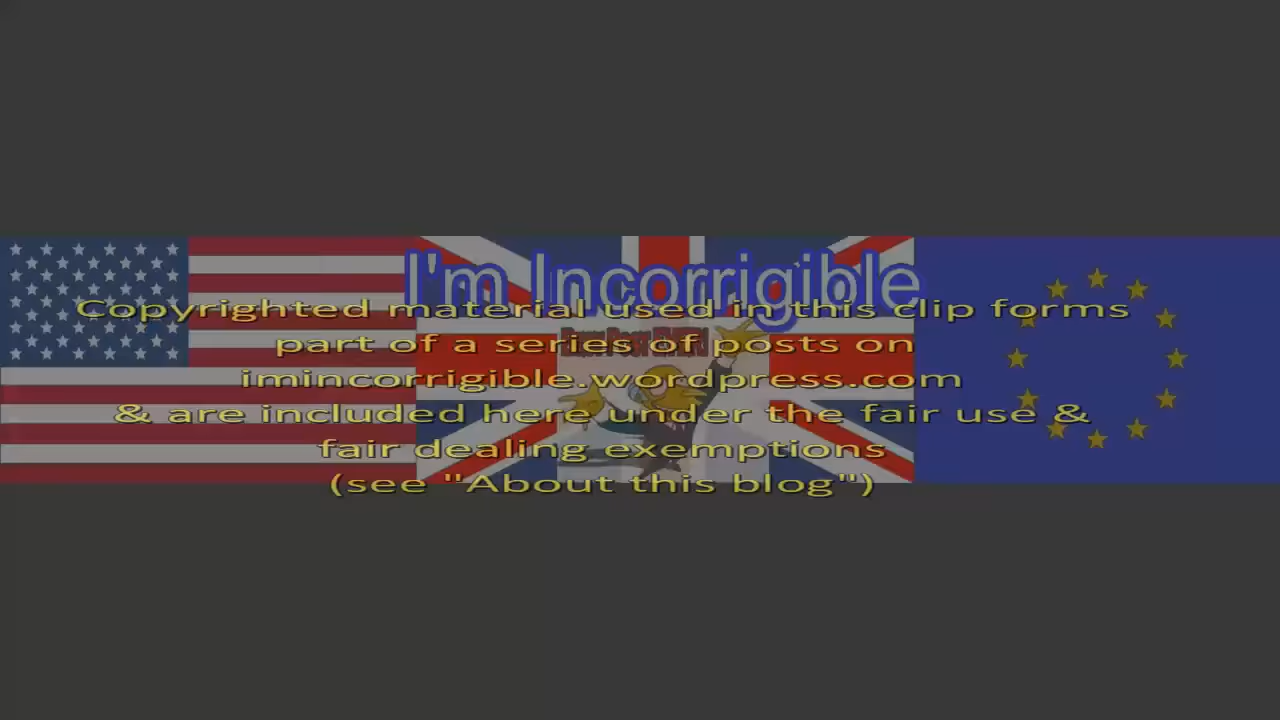 I'm Incorrigible
Copyrighted material used in this clip forms
part of a series of posts on
imincorrigible.wordpress.com
& are included here under the fair use &
fair dealing exemptions
(see "About this blog")